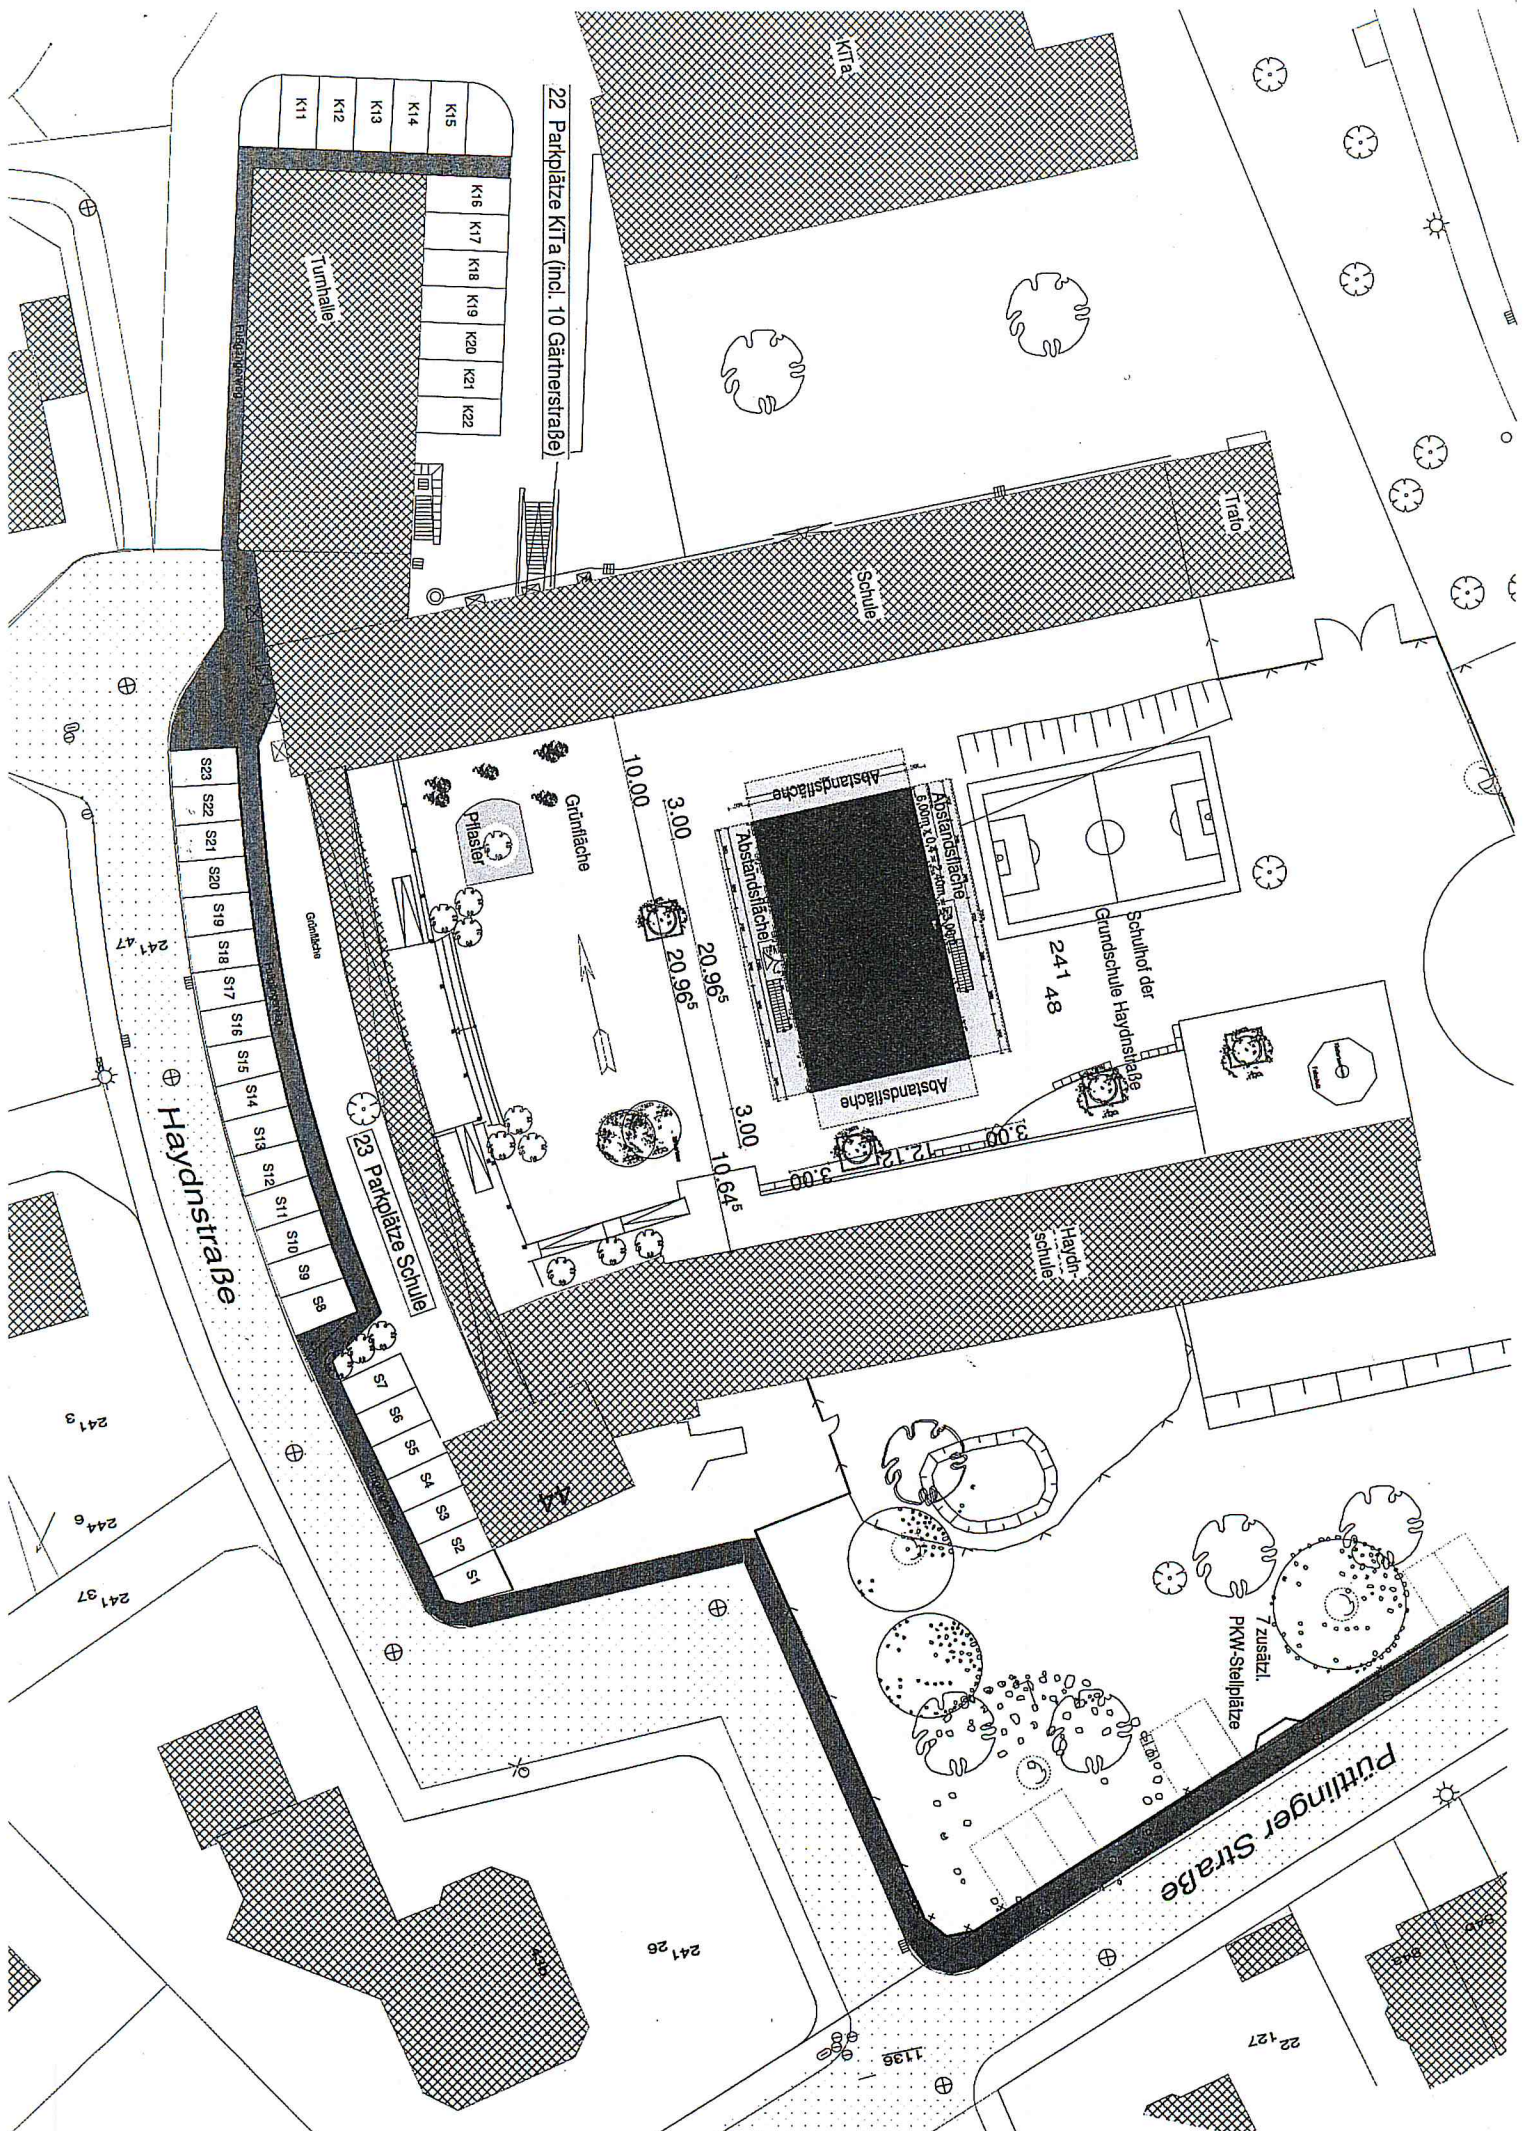 KiTa
K11
K12
K13
K14
K15
22 Parkplätze KiTa (incl. 10 Gärtnerstraße)
K16
K17
K18
K19
K20
K21
K22
Turnhalle
Fußgängerweg
Trafo
Schule
10.00
3.00
20.96⁵
20.96⁵
3.00
10.64⁵
Grünfläche
Pflaster
Abstandsfläche
Abstandsfläche
Abstandsfläche
Abstandsfläche
Schulhof der
Grundschule Haydnstraße
241 48
3.00
12.12
3.00
Haydn-
schule
Grünfläche
S23
S22
S21
S20
S19
S18
S17
S16
S15
S14
S13
S12
S11
S10
S9
S8
23 Parkplätze Schule
S7
S6
S5
S4
S3
S2
S1
44
241 47
Haydnstraße
241 3
244 6
241 37
241 26
7 zusätzl.
PKW-Stellplätze
Püttlinger Straße
1136
22 127